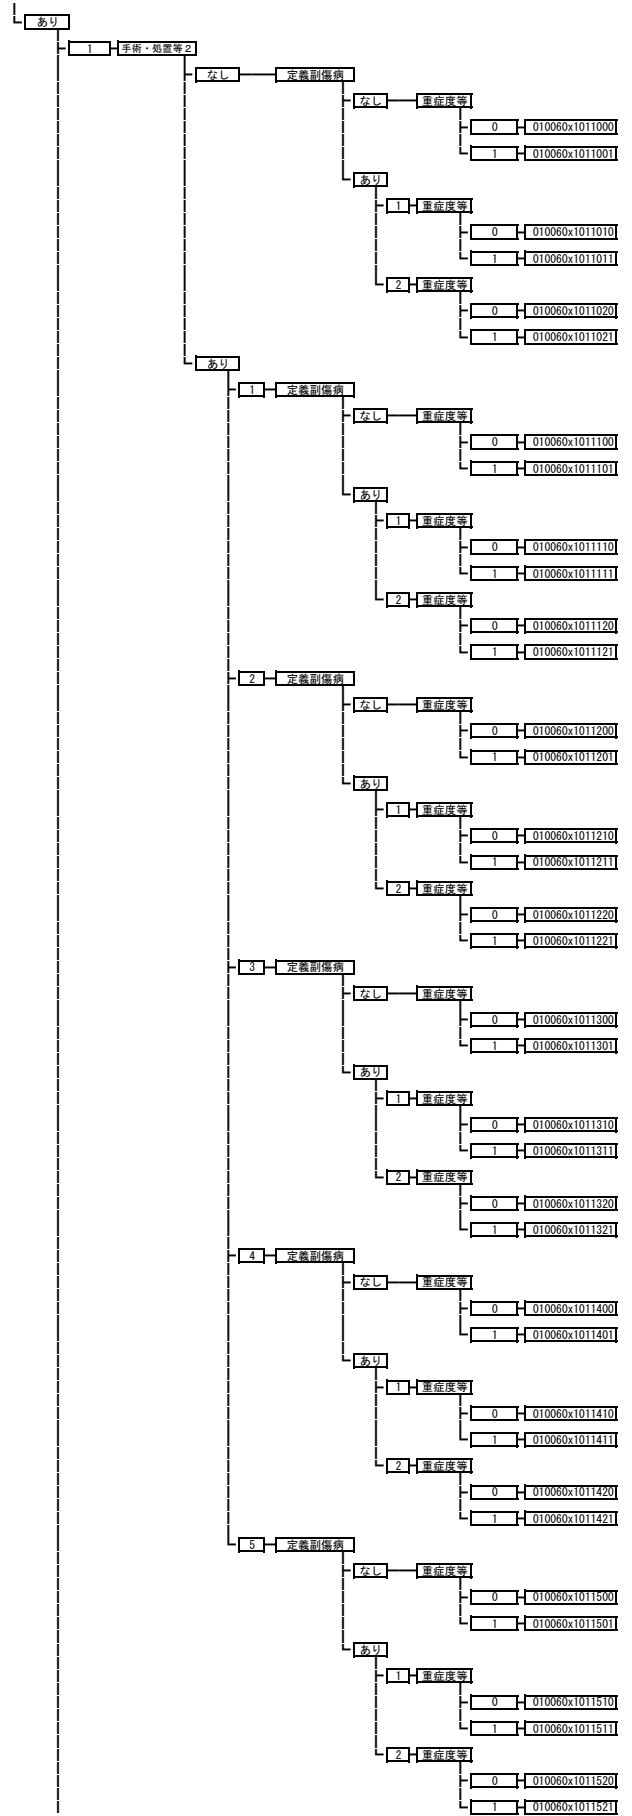 あり
1 手術・処置等2
なし 定義副傷病
なし 重症度等
0 010060x1011000
1 010060x1011001
あり
1 重症度等
0 010060x1011010
1 010060x1011011
2 重症度等
0 010060x1011020
1 010060x1011021
あり
1 定義副傷病
なし 重症度等
0 010060x1011100
1 010060x1011101
あり
1 重症度等
0 010060x1011110
1 010060x1011111
2 重症度等
0 010060x1011120
1 010060x1011121
2 定義副傷病
なし 重症度等
0 010060x1011200
1 010060x1011201
あり
1 重症度等
0 010060x1011210
1 010060x1011211
2 重症度等
0 010060x1011220
1 010060x1011221
3 定義副傷病
なし 重症度等
0 010060x1011300
1 010060x1011301
あり
1 重症度等
0 010060x1011310
1 010060x1011311
2 重症度等
0 010060x1011320
1 010060x1011321
4 定義副傷病
なし 重症度等
0 010060x1011400
1 010060x1011401
あり
1 重症度等
0 010060x1011410
1 010060x1011411
2 重症度等
0 010060x1011420
1 010060x1011421
5 定義副傷病
なし 重症度等
0 010060x1011500
1 010060x1011501
あり
1 重症度等
0 010060x1011510
1 010060x1011511
2 重症度等
0 010060x1011520
1 010060x1011521